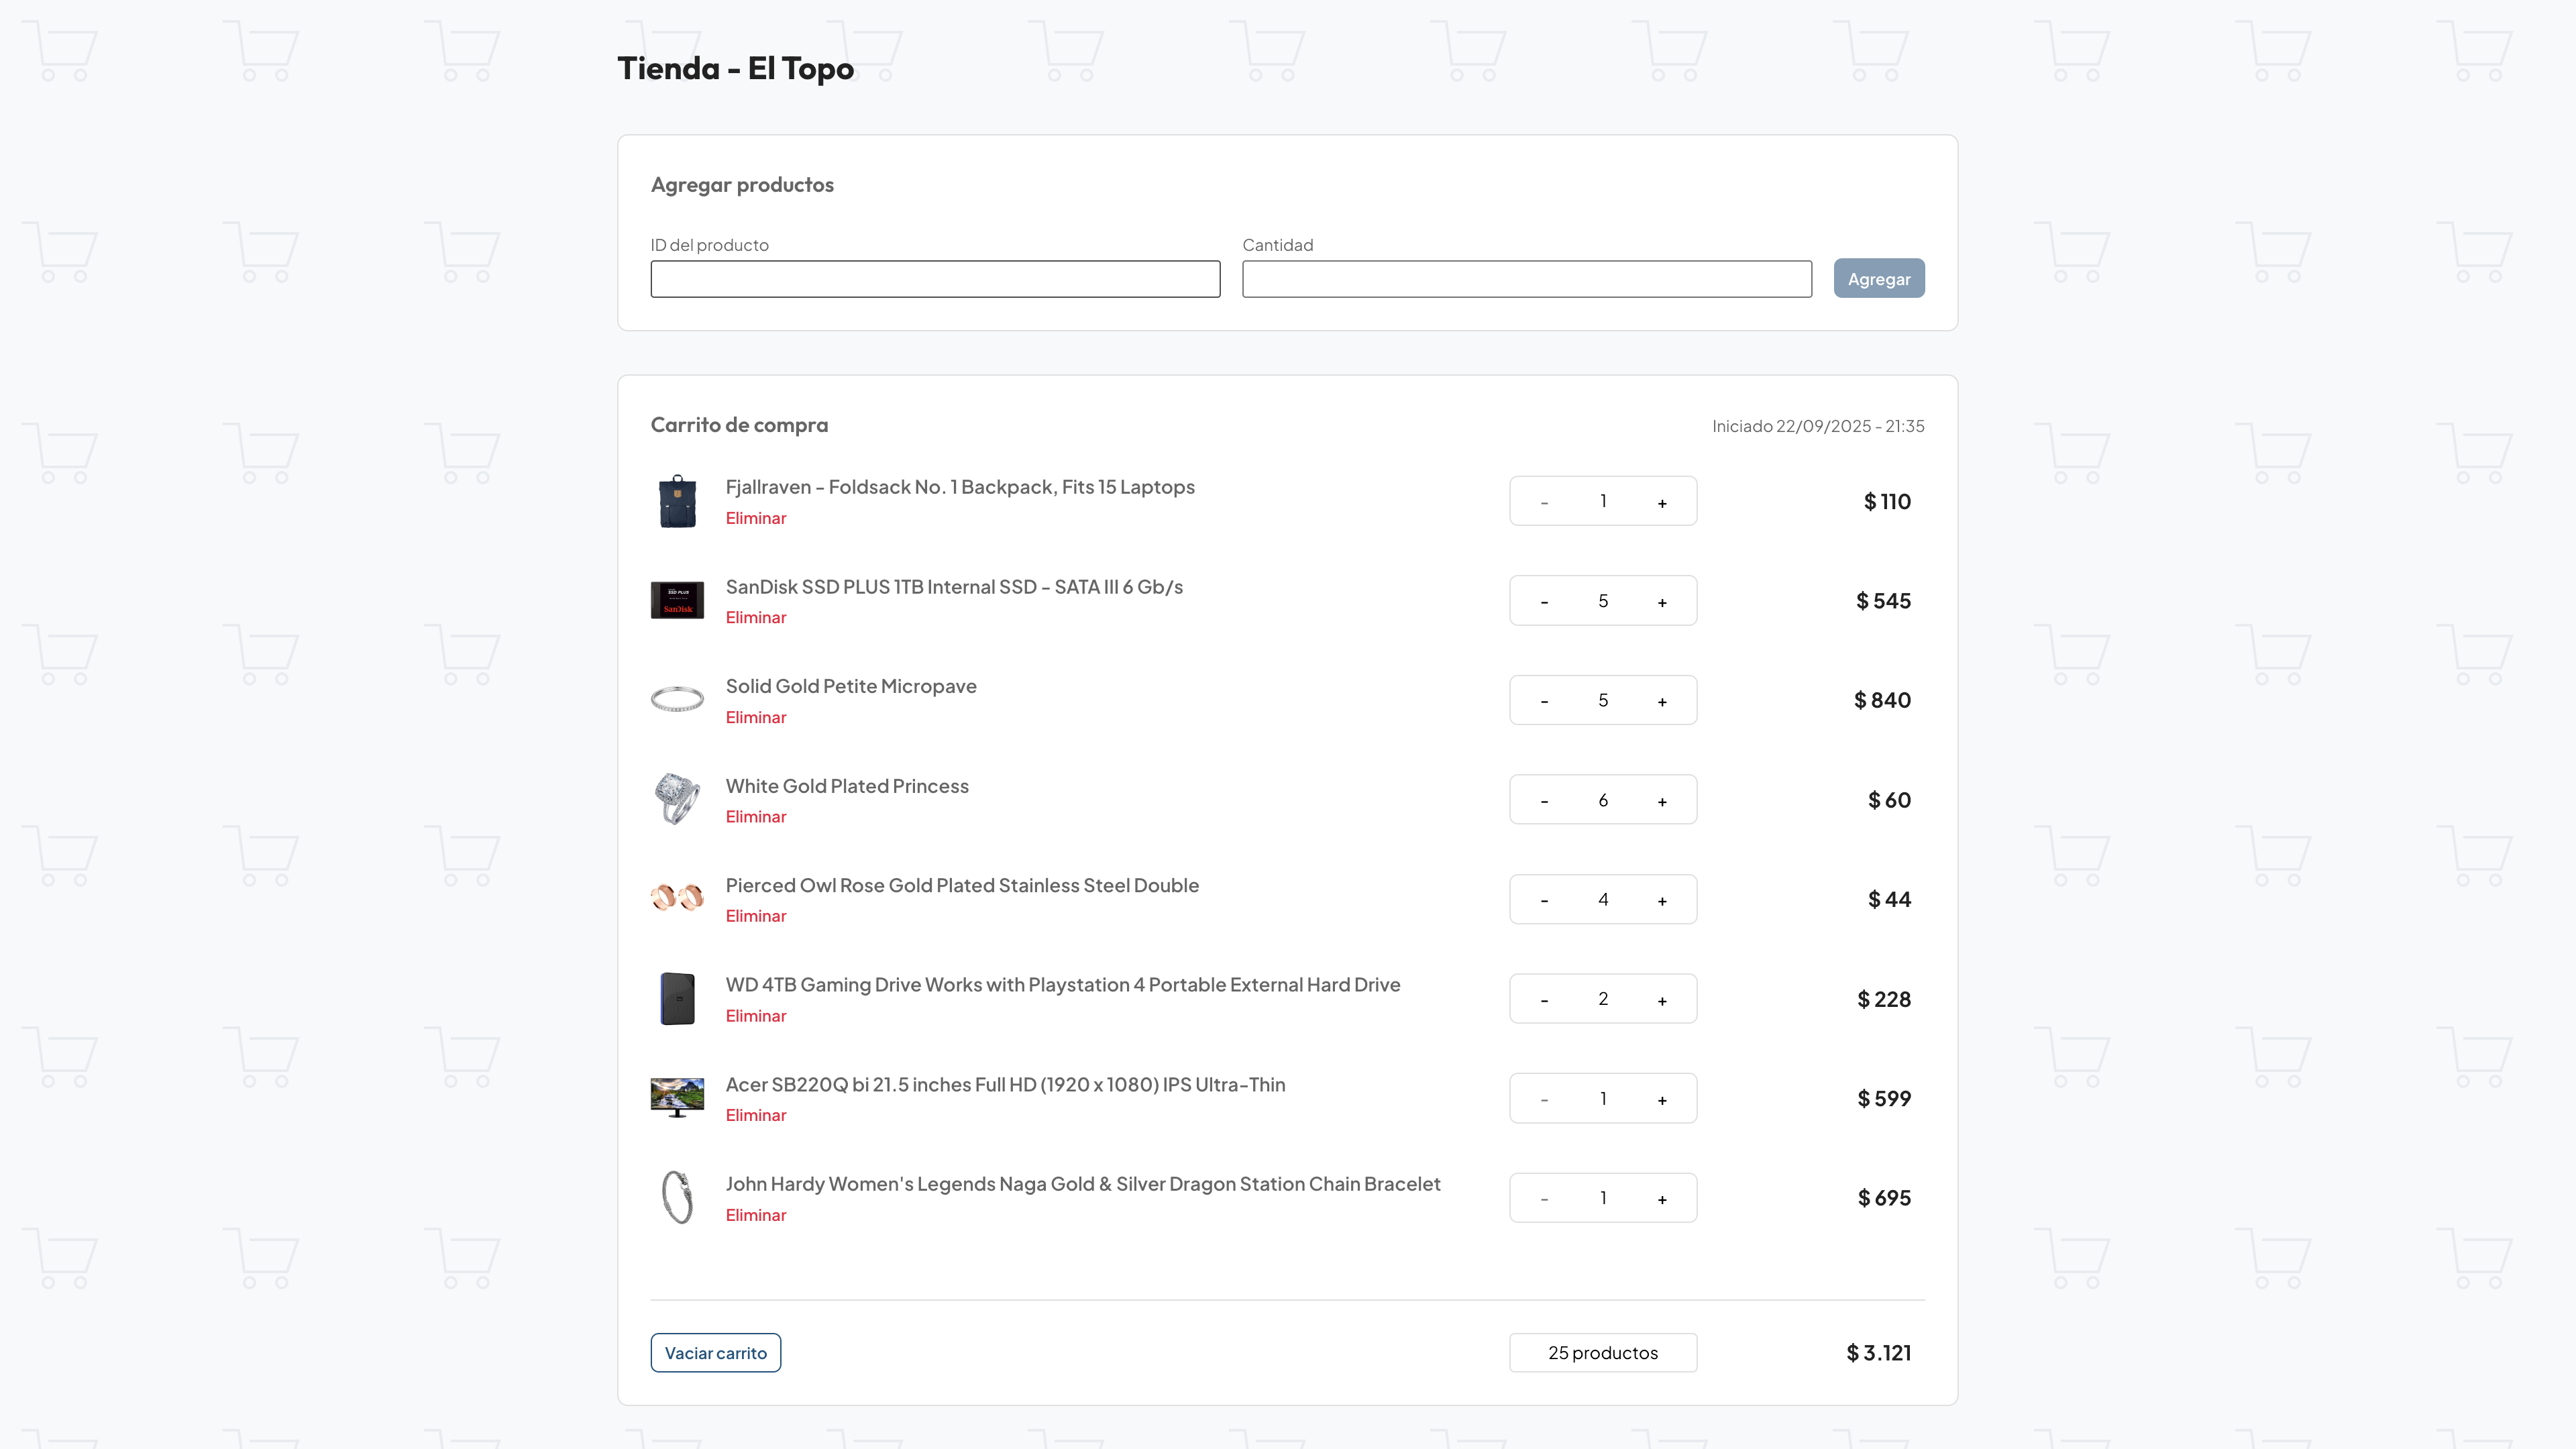 Tienda - El Topo
Agregar productos
ID del producto
Cantidad
Agregar
Carrito de compra
Iniciado 22/09/2025 - 21:35
Fjallraven - Foldsack No. 1 Backpack, Fits 15 Laptops
Eliminar
- 1 +
$ 110
SanDisk SSD PLUS 1TB Internal SSD - SATA III 6 Gb/s
Eliminar
- 5 +
$ 545
SSD PLUS
SanDisk
Solid Gold Petite Micropave
Eliminar
- 5 +
$ 840
White Gold Plated Princess
Eliminar
- 6 +
$ 60
Pierced Owl Rose Gold Plated Stainless Steel Double
Eliminar
- 4 +
$ 44
WD 4TB Gaming Drive Works with Playstation 4 Portable External Hard Drive
Eliminar
- 2 +
$ 228
Acer SB220Q bi 21.5 inches Full HD (1920 x 1080) IPS Ultra-Thin
Eliminar
- 1 +
$ 599
John Hardy Women's Legends Naga Gold & Silver Dragon Station Chain Bracelet
Eliminar
- 1 +
$ 695
Vaciar carrito
25 productos
$ 3.121